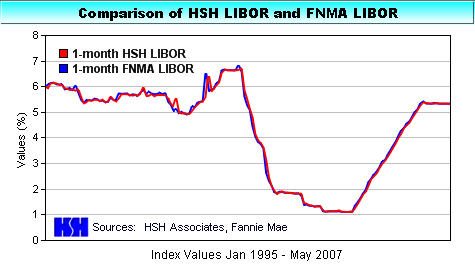 Comparison of HSH LIBOR and FNMA LIBOR
8
7
6
5
4
3
2
1
0
Values (%)
1-month HSH LIBOR
1-month FNMA LIBOR
HSH Sources: HSH Associates, Fannie Mae
Index Values Jan 1995 - May 2007